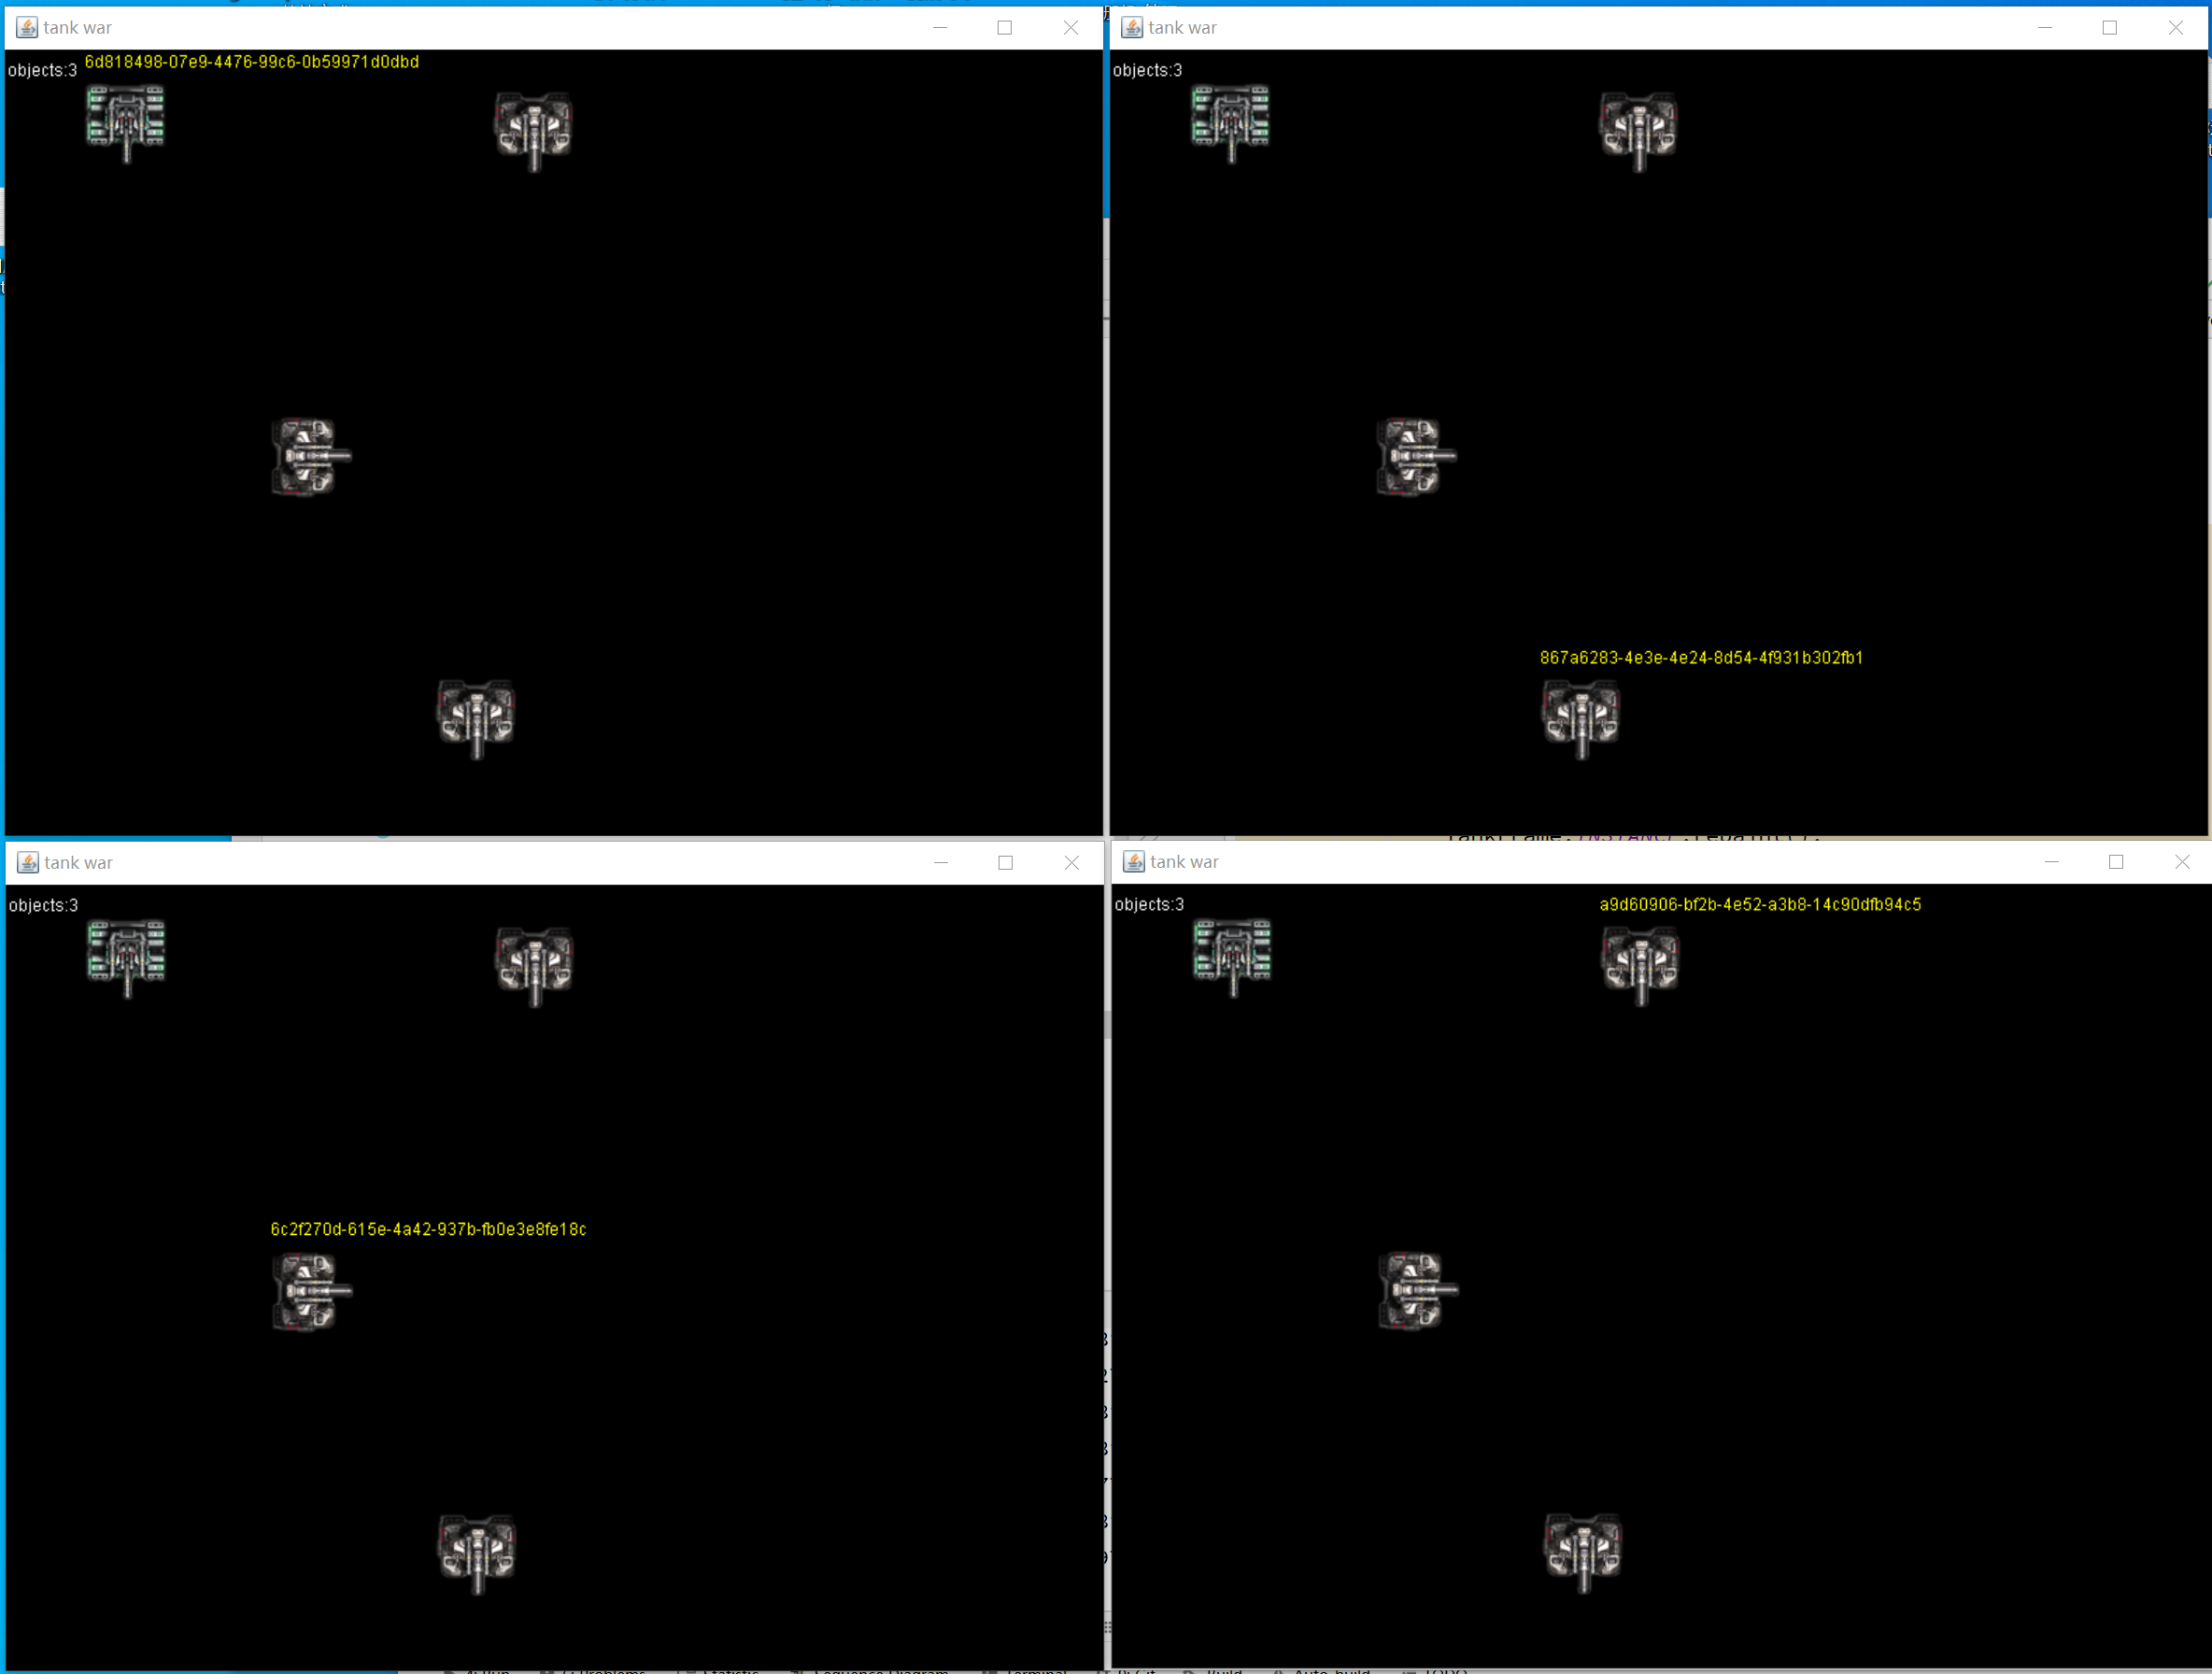 tank war
6d818498-07e9-4476-99c6-0b59971d0dbd
objects:3
tank war
objects:3
867a6283-4e3e-4e24-8d54-4f931b302fb1
tank war
objects:3
6c2f270d-615e-4a42-937b-fb0e3e8fe18c
tank war
objects:3
a9d60906-bf2b-4e52-a3b8-14c90dfb94c5